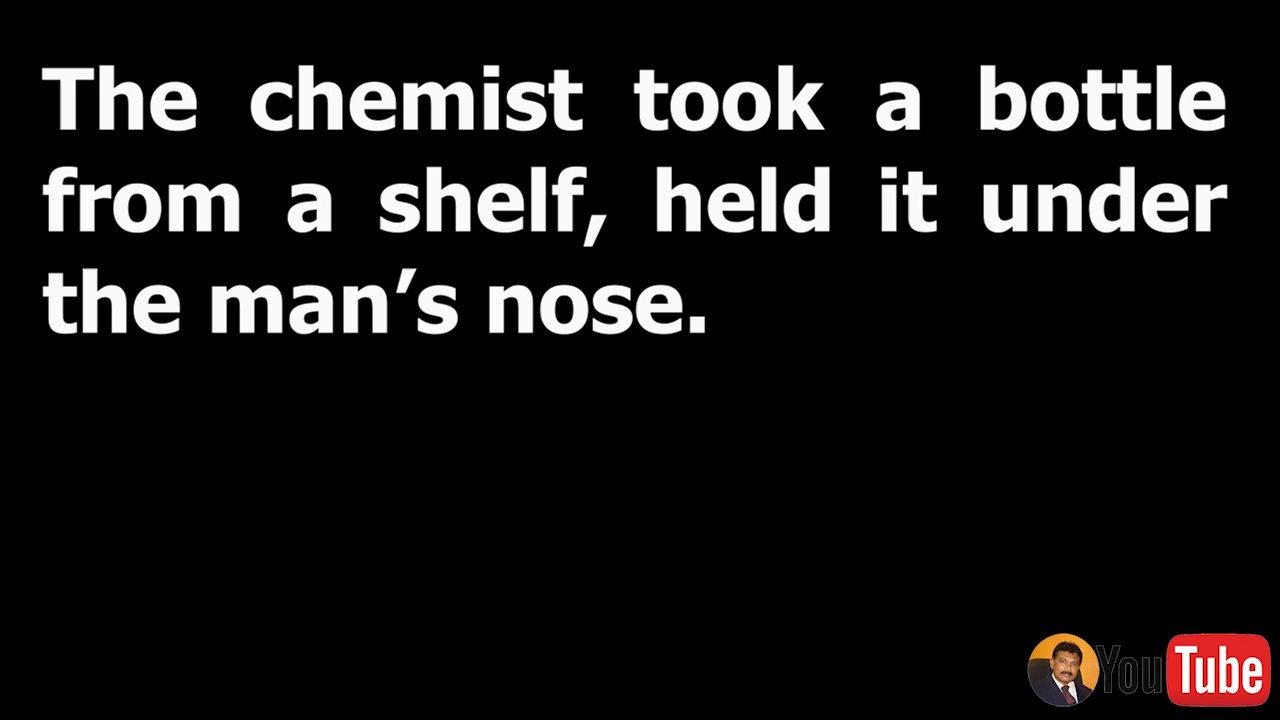 The chemist took a bottle
from a shelf, held it under
the man’s nose.
YouTube